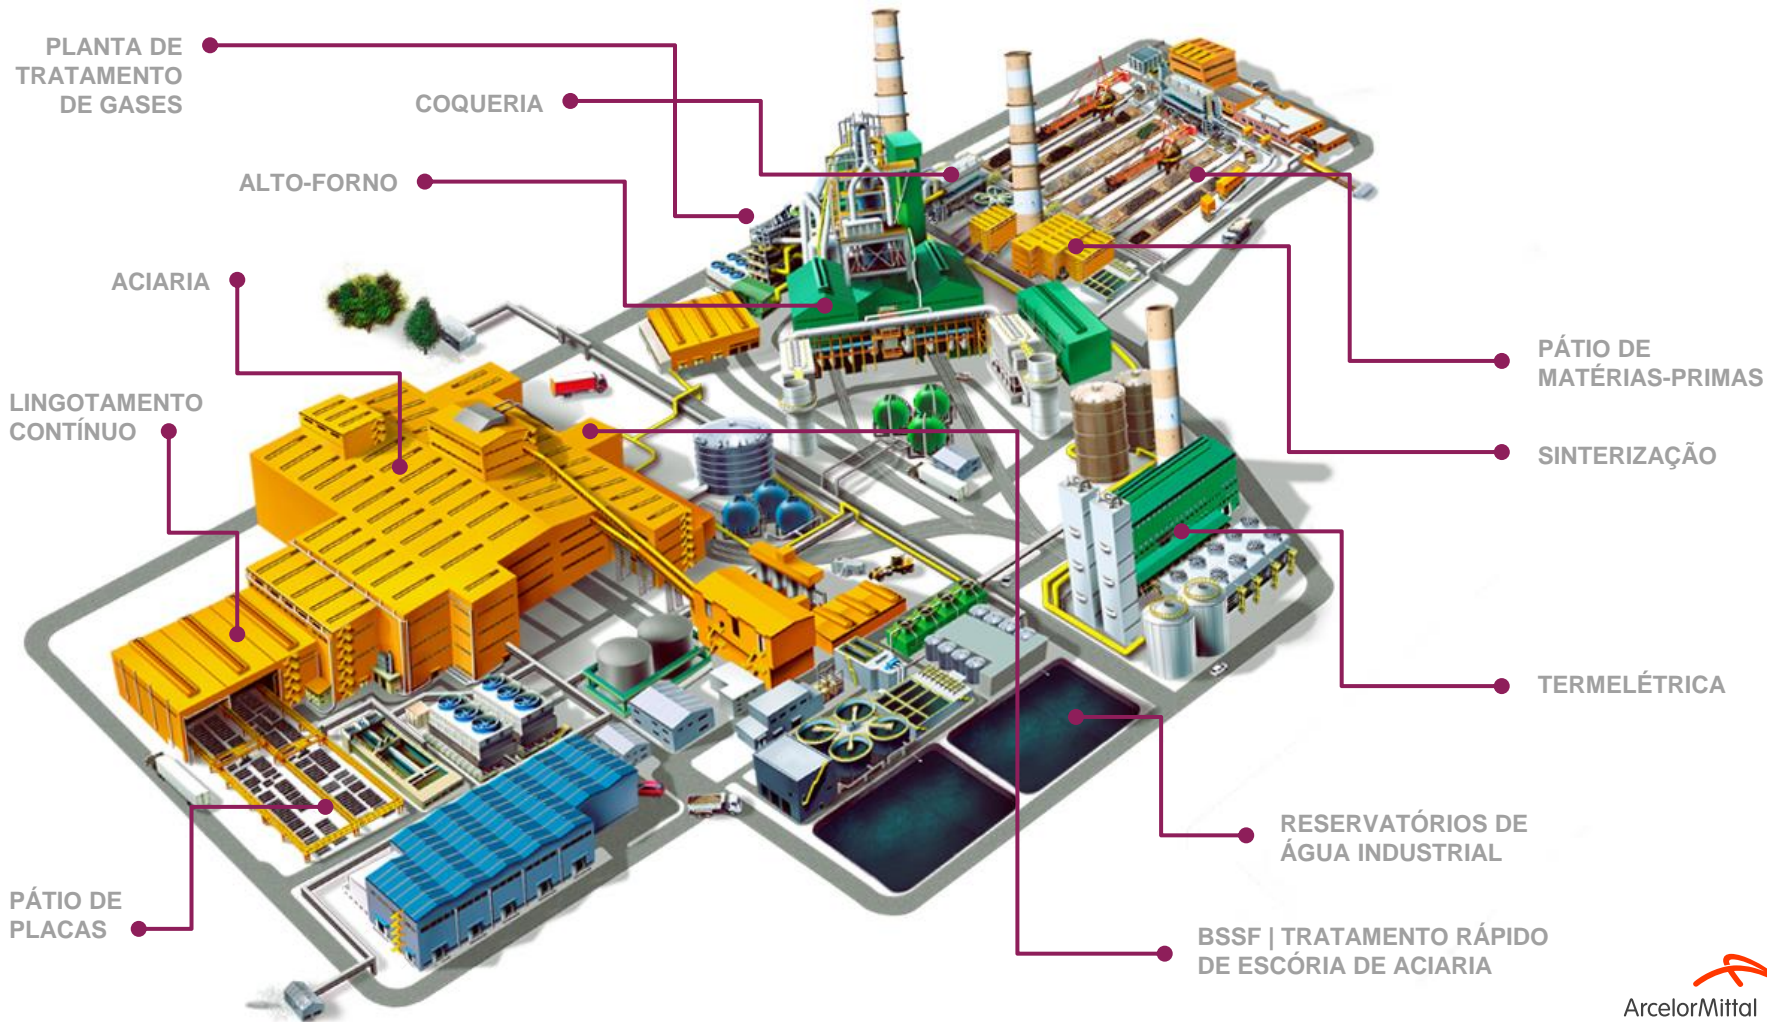 PLANTA DE
TRATAMENTO
DE GASES
COQUERIA
ALTO-FORNO
ACIARIA
LINGOTAMENTO
CONTÍNUO
PÁTIO DE
MATÉRIAS-PRIMAS
SINTERIZAÇÃO
TERMELÉTRICA
RESERVATÓRIOS DE
ÁGUA INDUSTRIAL
PÁTIO DE
PLACAS
BSSF | TRATAMENTO RÁPIDO
DE ESCÓRIA DE ACIARIA
ArcelorMittal